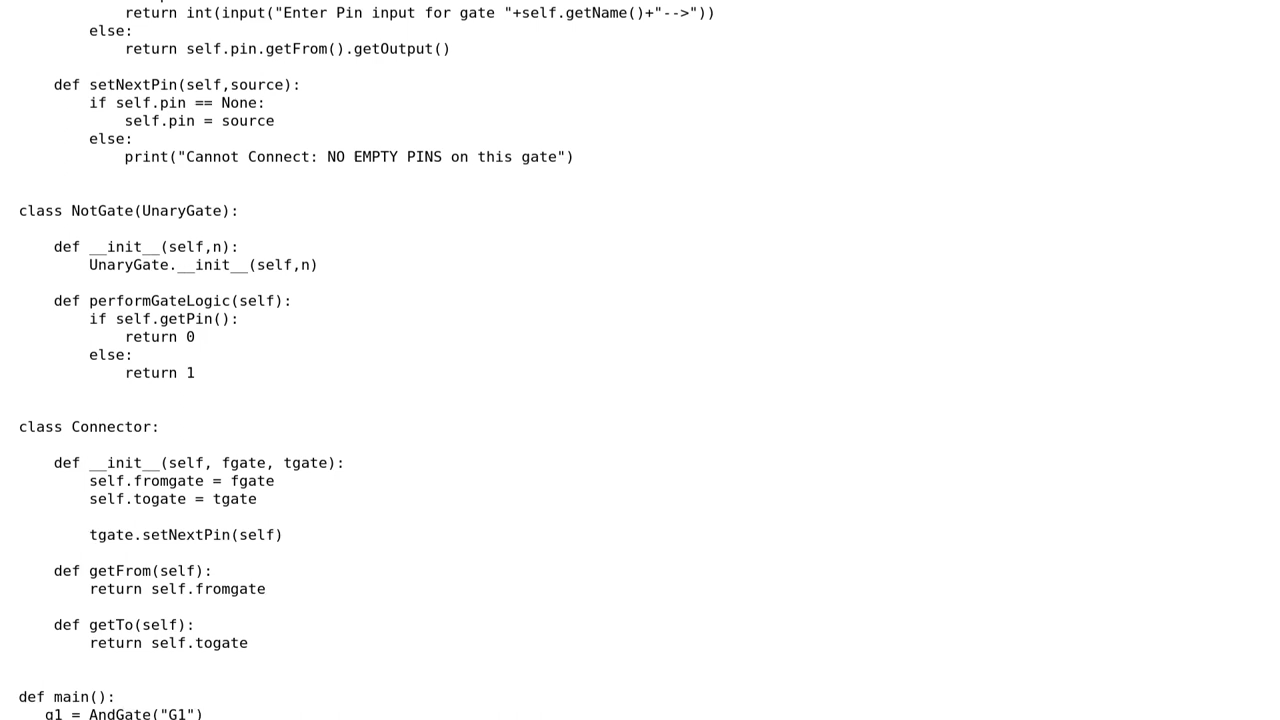 return int(input("Enter Pin input for gate "+self.getName()+"-->"))
else:
return self.pin.getFrom().getOutput()
def setNextPin(self,source):
if self.pin == None:
self.pin = source
else:
print("Cannot Connect: NO EMPTY PINS on this gate")
class NotGate(UnaryGate):
def __init__(self,n):
UnaryGate.__init__(self,n)
def performGateLogic(self):
if self.getPin():
return 0
else:
return 1
class Connector:
def __init__(self, fgate, tgate):
self.fromgate = fgate
self.togate = tgate
tgate.setNextPin(self)
def getFrom(self):
return self.fromgate
def getTo(self):
return self.togate
def main():
g1 = AndGate("G1")